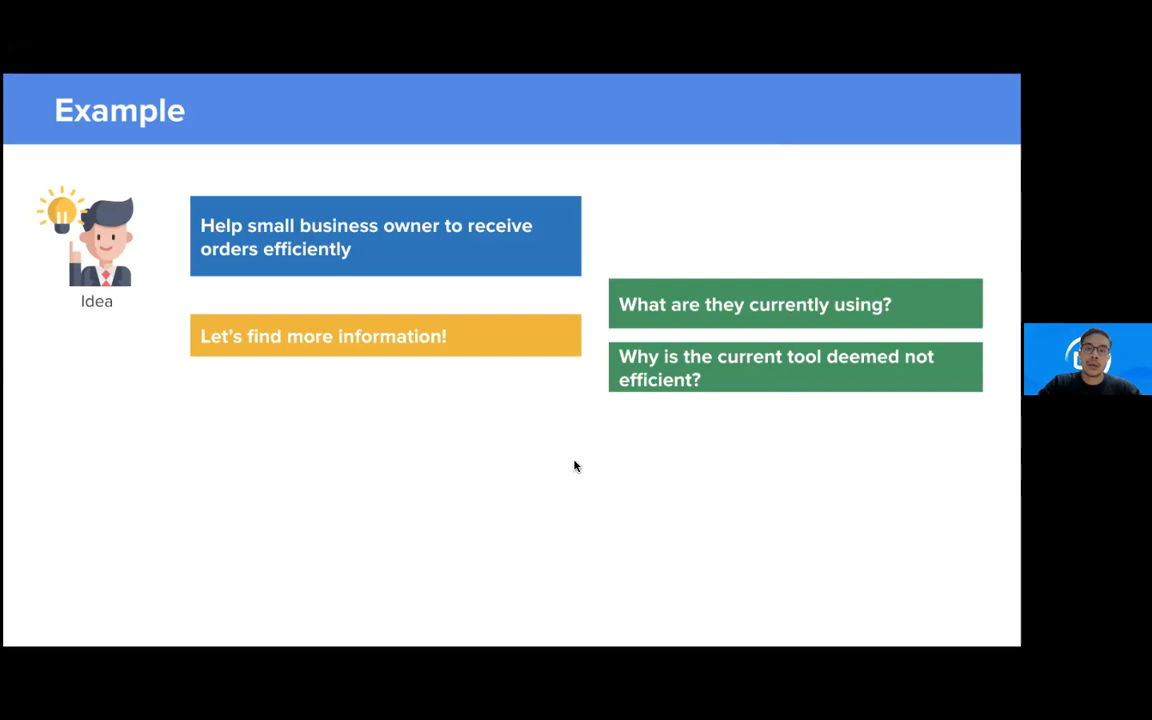 Example
Help small business owner to receive
orders efficiently
Idea
Let's find more information!
What are they currently using?
Why is the current tool deemed not
efficient?